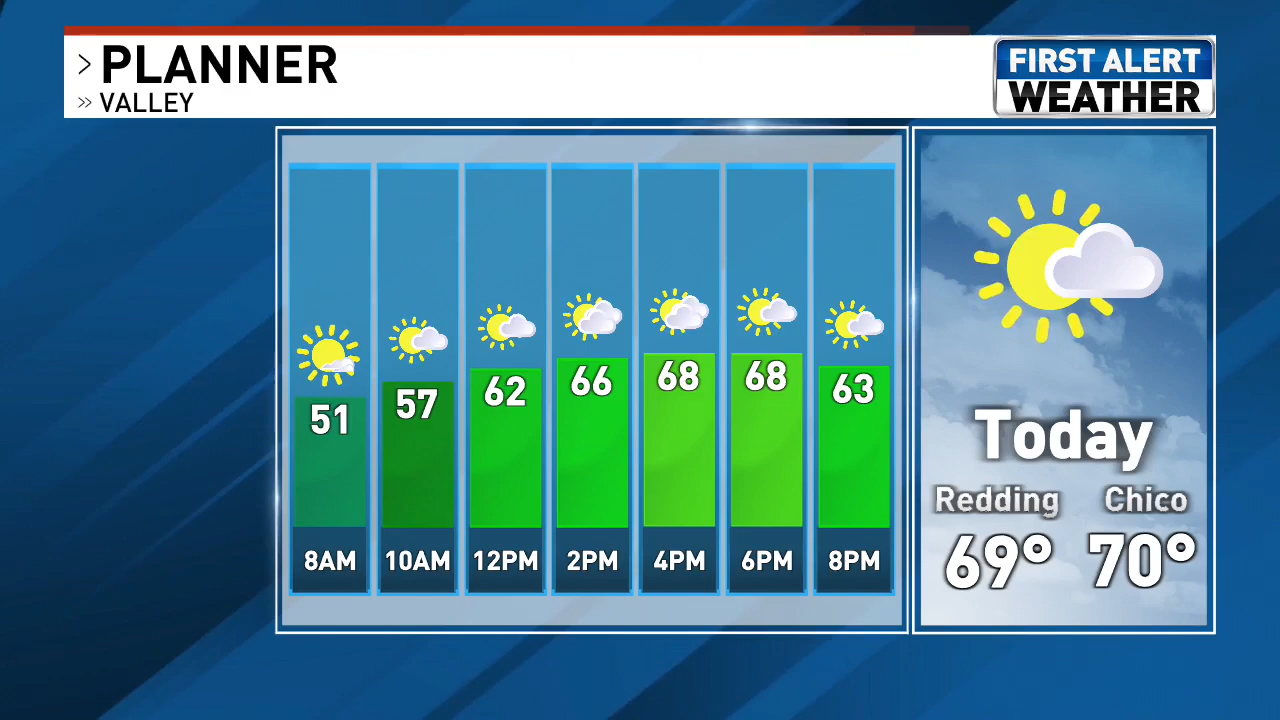 > PLANNER
» VALLEY
FIRST ALERT
WEATHER
51 57 62 66 68 68 63
8AM 10AM 12PM 2PM 4PM 6PM 8PM
Today
Redding Chico
69° 70°